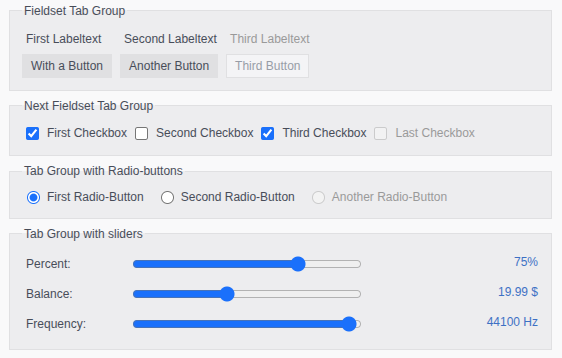 Fieldset Tab Group
First Labeltext Second Labeltext Third Labeltext
With a Button Another Button Third Button
Next Fieldset Tab Group
First Checkbox Second Checkbox Third Checkbox Last Checkbox
Tab Group with Radio-buttons
First Radio-Button Second Radio-Button Another Radio-Button
Tab Group with sliders
Percent: 75%
Balance: 19.99 $
Frequency: 44100 Hz